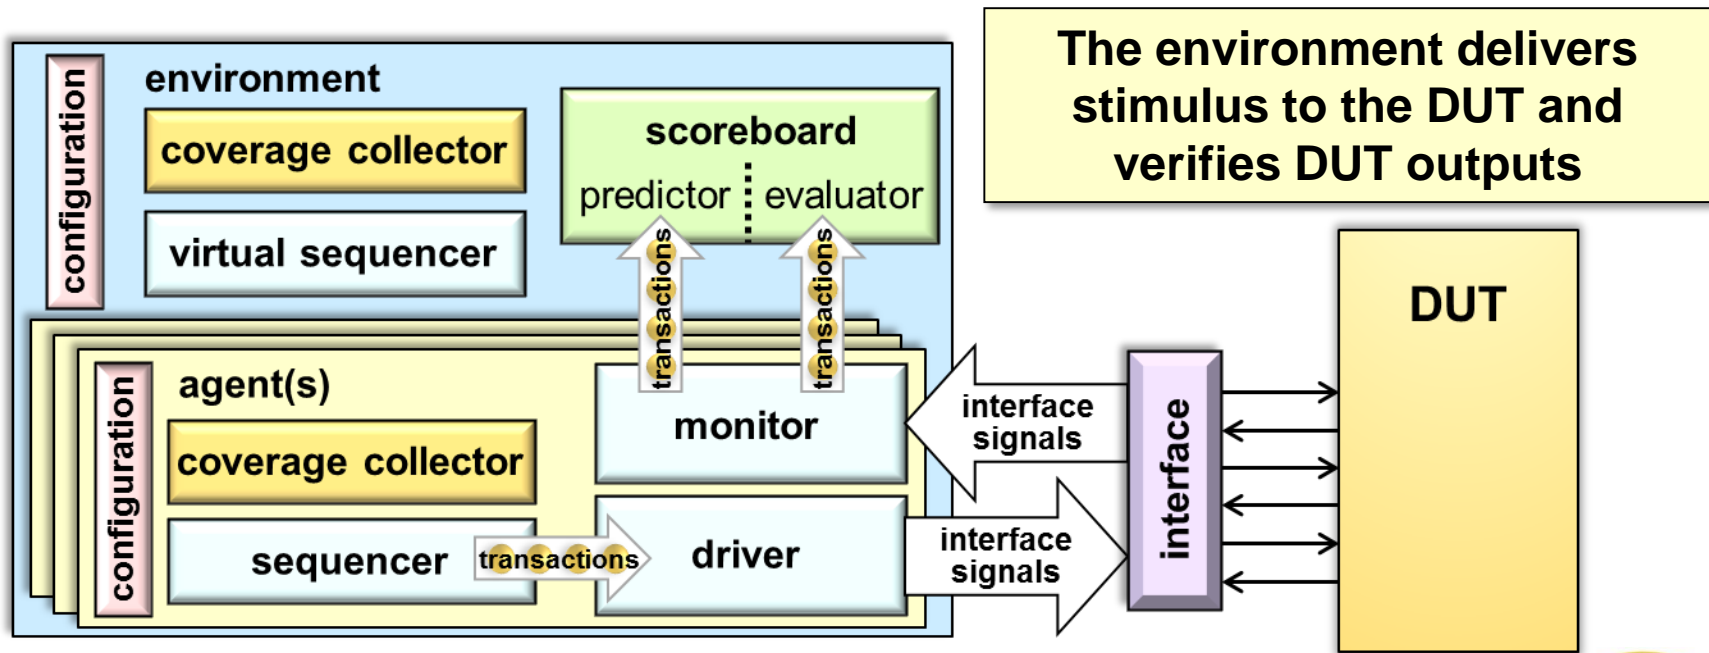 The environment delivers
stimulus to the DUT and
verifies DUT outputs
configuration
environment
coverage collector
virtual sequencer
scoreboard
predictor
evaluator
transactions
transactions
configuration
agent(s)
coverage collector
sequencer
transactions
monitor
driver
interface
signals
interface
signals
interface
DUT